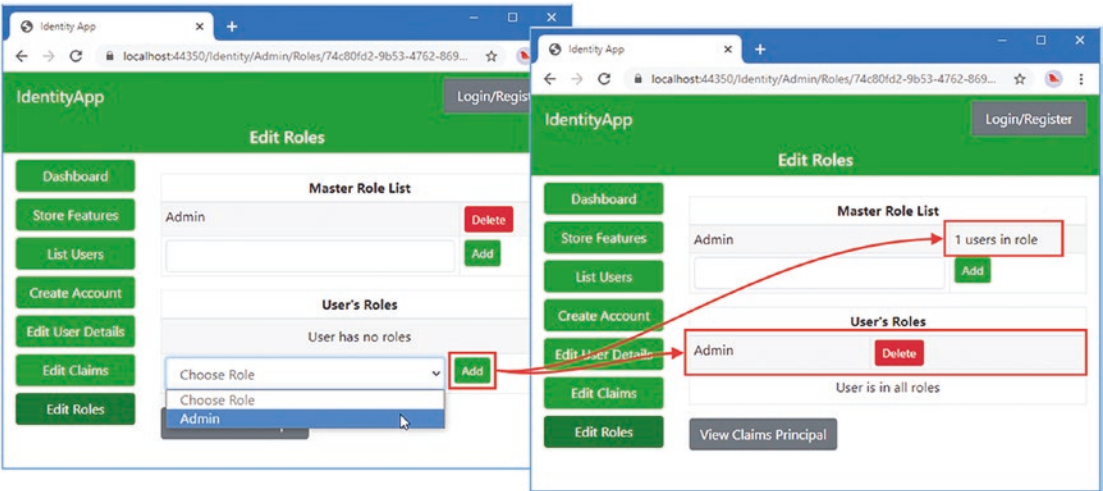 Identity App
localhost:44350/Identity/Admin/Roles/74c80fd2-9b53-4762-869...
IdentityApp
Login/Regist
Edit Roles
Dashboard
Store Features
List Users
Create Account
Edit User Details
Edit Claims
Edit Roles
Master Role List
Admin
Delete
Add
User's Roles
User has no roles
Choose Role
Add
Choose Role
Admin
Identity App
localhost:44350/Identity/Admin/Roles/74c80fd2-9b53-4762-869...
IdentityApp
Login/Register
Edit Roles
Dashboard
Store Features
List Users
Create Account
Edit User Details
Edit Claims
Edit Roles
Master Role List
Admin
1 users in role
Add
User's Roles
Admin
Delete
User is in all roles
View Claims Principal